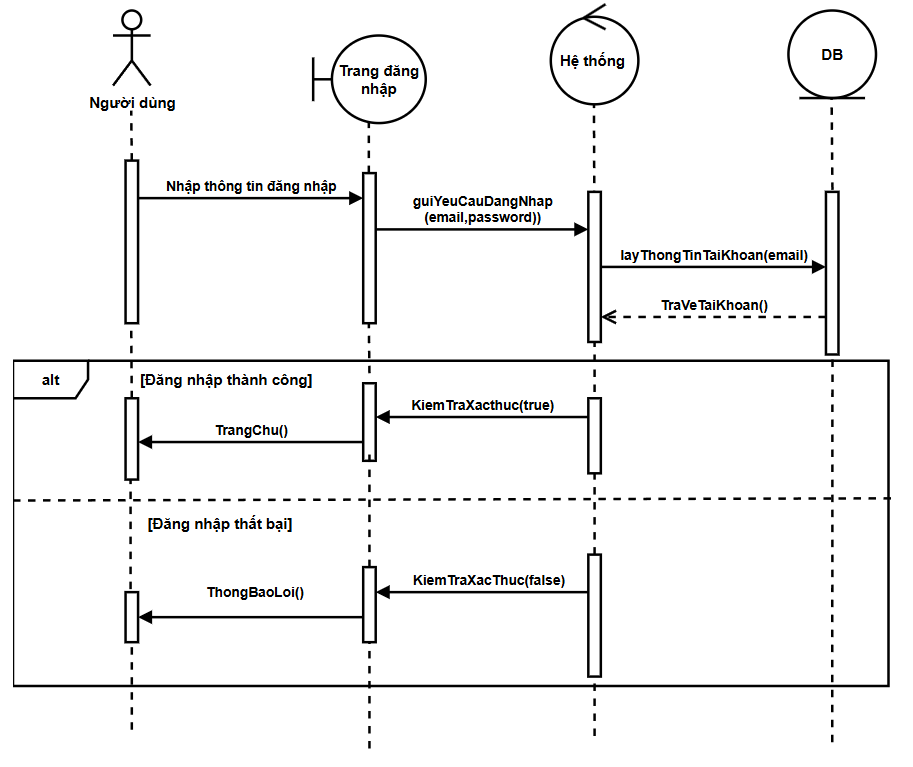 Người dùng
Trang đăng
nhập
Hệ thống
DB
Nhập thông tin đăng nhập
guiYeuCauDangNhap
(email,password))
layThongTinTaiKhoan(email)
TraVeTaiKhoan()
alt
[Đăng nhập thành công]
KiemTraXacthuc(true)
TrangChu()
[Đăng nhập thất bại]
KiemTraXacThuc(false)
ThongBaoLoi()